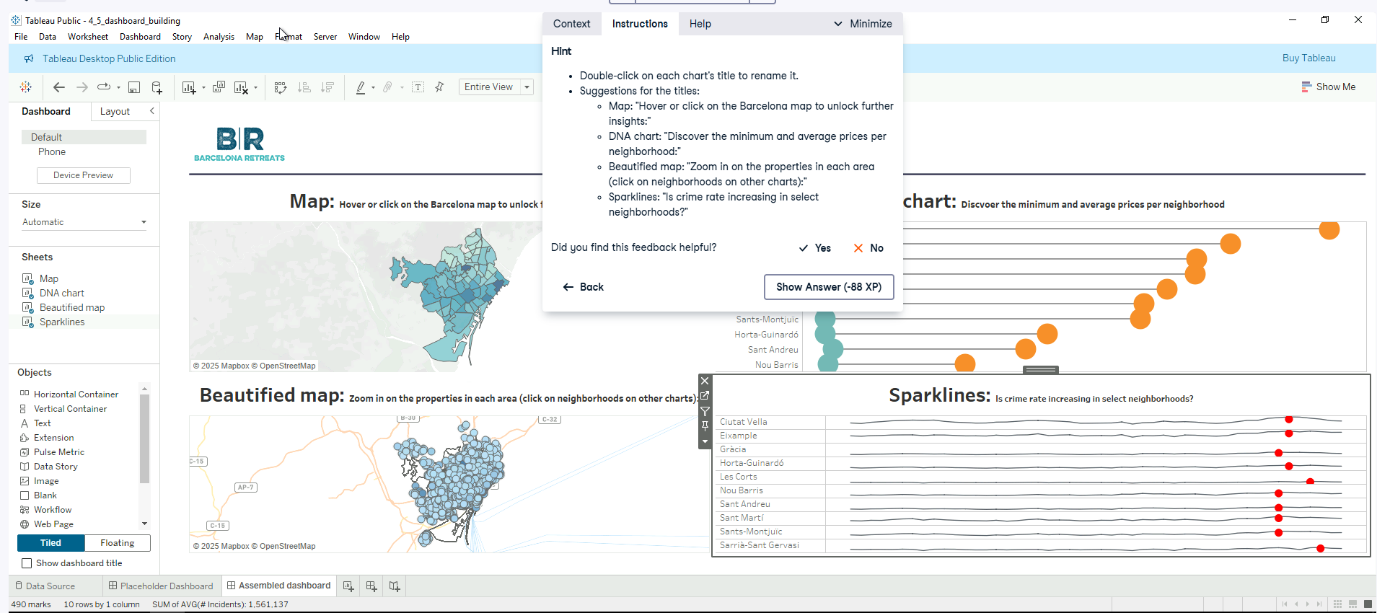 Tableau Public - 4_5_dashboard_building
File Data Worksheet Dashboard Story Analysis Map Format Server Window Help
Tableau Desktop Public Edition
Buy Tableau
Entire View
Show Me
Context Instructions Help Minimize
Hint
Double-click on each chart's title to rename it.
Suggestions for the titles:
Map: "Hover or click on the Barcelona map to unlock further
insights:"
DNA chart: "Discover the minimum and average prices per
neighborhood:"
Beautified map: "Zoom in on the properties in each area
(click on neighborhoods on other charts):"
Sparklines: "Is crime rate increasing in select
neighborhoods?"
Did you find this feedback helpful? Yes No
Back
Show Answer (-88 XP)
Dashboard Layout
Default
Phone
Device Preview
Size
Automatic
Sheets
Map
DNA chart
Beautified map
Sparklines
Objects
Horizontal Container
Vertical Container
Text
Extension
Pulse Metric
Data Story
Image
Blank
Workflow
Web Page
Tiled Floating
Show dashboard title
B|R
BARCELONA RETREATS
Map: Hover or click on the Barcelona map to unlock f
© 2025 Mapbox © OpenStreetMap
chart: Discvoer the minimum and average prices per neighborhood
Sants-Montjuïc
Horta-Guinardó
Sant Andreu
Nou Barris
Beautified map: Zoom in on the properties in each area (click on neighborhoods on other charts):
B-30
C-32
C-15
AP-7
C-15
© 2025 Mapbox © OpenStreetMap
Sparklines: Is crime rate increasing in select neighborhoods?
Ciutat Vella
Eixample
Gràcia
Horta-Guinardó
Les Corts
Nou Barris
Sant Andreu
Sant Martí
Sants-Montjuïc
Sarrià-Sant Gervasi
Data Source Placeholder Dashboard Assembled dashboard
490 marks 10 rows by 1 column SUM of AVG(# Incidents): 1,561,137